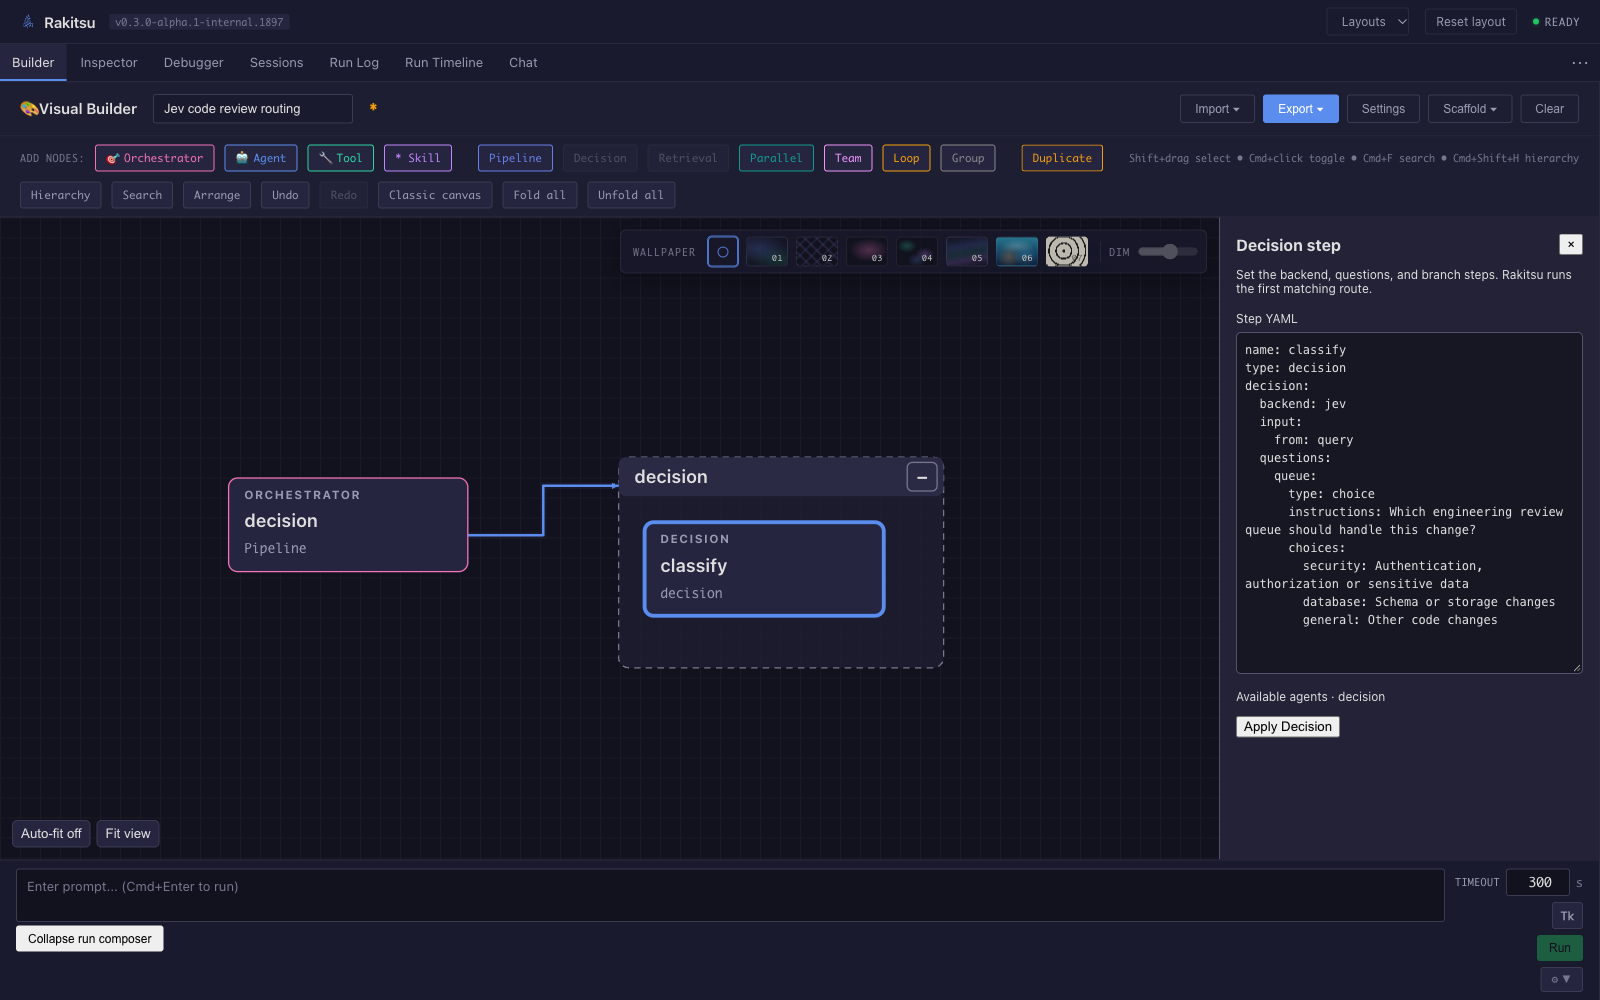 Rakitsu
v0.3.0-alpha.1-internal.1897
Layouts
Reset layout
READY
Builder
Inspector
Debugger
Sessions
Run Log
Run Timeline
Chat
Visual Builder
Jev code review routing
*
Import
Export
Settings
Scaffold
Clear
ADD NODES:
Orchestrator
Agent
Tool
* Skill
Pipeline
Decision
Retrieval
Parallel
Team
Loop
Group
Duplicate
Shift+drag select ● Cmd+click toggle ● Cmd+F search ● Cmd+Shift+H hierarchy
Hierarchy
Search
Arrange
Undo
Redo
Classic canvas
Fold all
Unfold all
WALLPAPER
01
02
03
04
05
06
DIM
ORCHESTRATOR
decision
Pipeline
decision
DECISION
classify
decision
Auto-fit off
Fit view
Decision step
×
Set the backend, questions, and branch steps. Rakitsu runs
the first matching route.
Step YAML
name: classify
type: decision
decision:
  backend: jev
  input:
    from: query
  questions:
    queue:
      type: choice
      instructions: Which engineering review
queue should handle this change?
      choices:
        security: Authentication,
authorization or sensitive data
        database: Schema or storage changes
        general: Other code changes
Available agents · decision
Apply Decision
Enter prompt... (Cmd+Enter to run)
Collapse run composer
TIMEOUT
300
s
Tk
Run